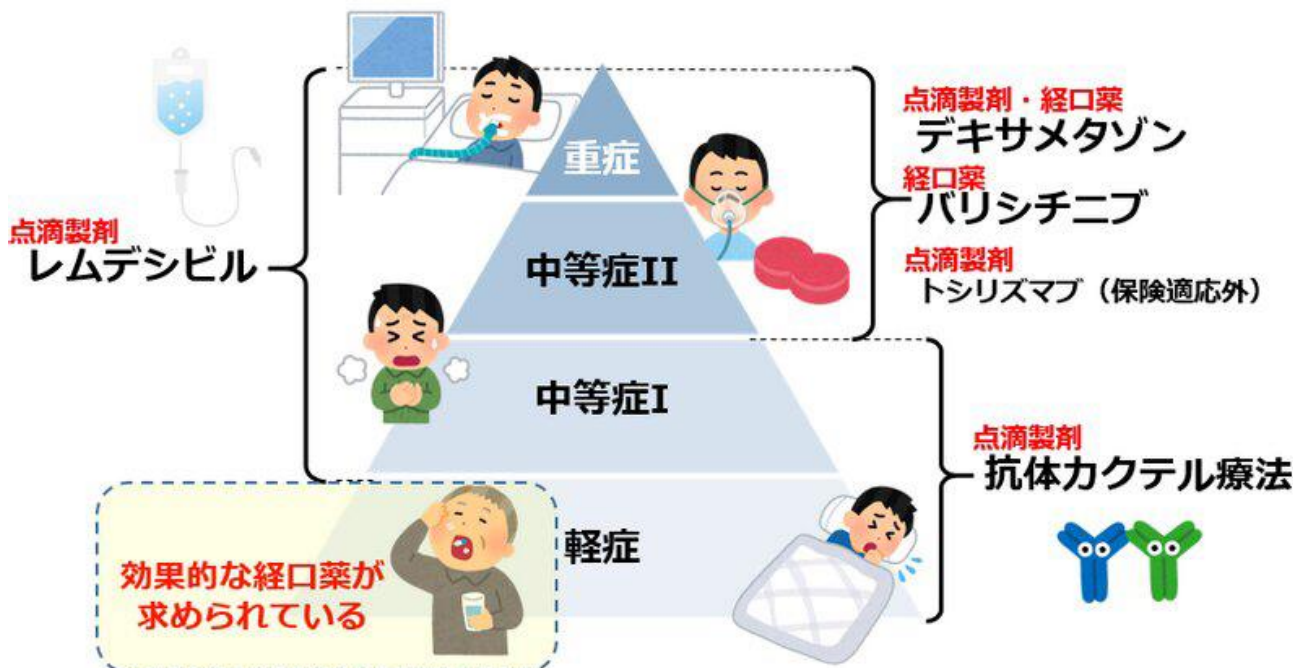 点滴製剤
レムデシビル
重症
中等症II
中等症I
軽症
効果的な経口薬が
求められている
点滴製剤・経口薬
デキサメタゾン
経口薬
バリシチニブ
点滴製剤
トシリズマブ（保険適応外）
点滴製剤
抗体カクテル療法